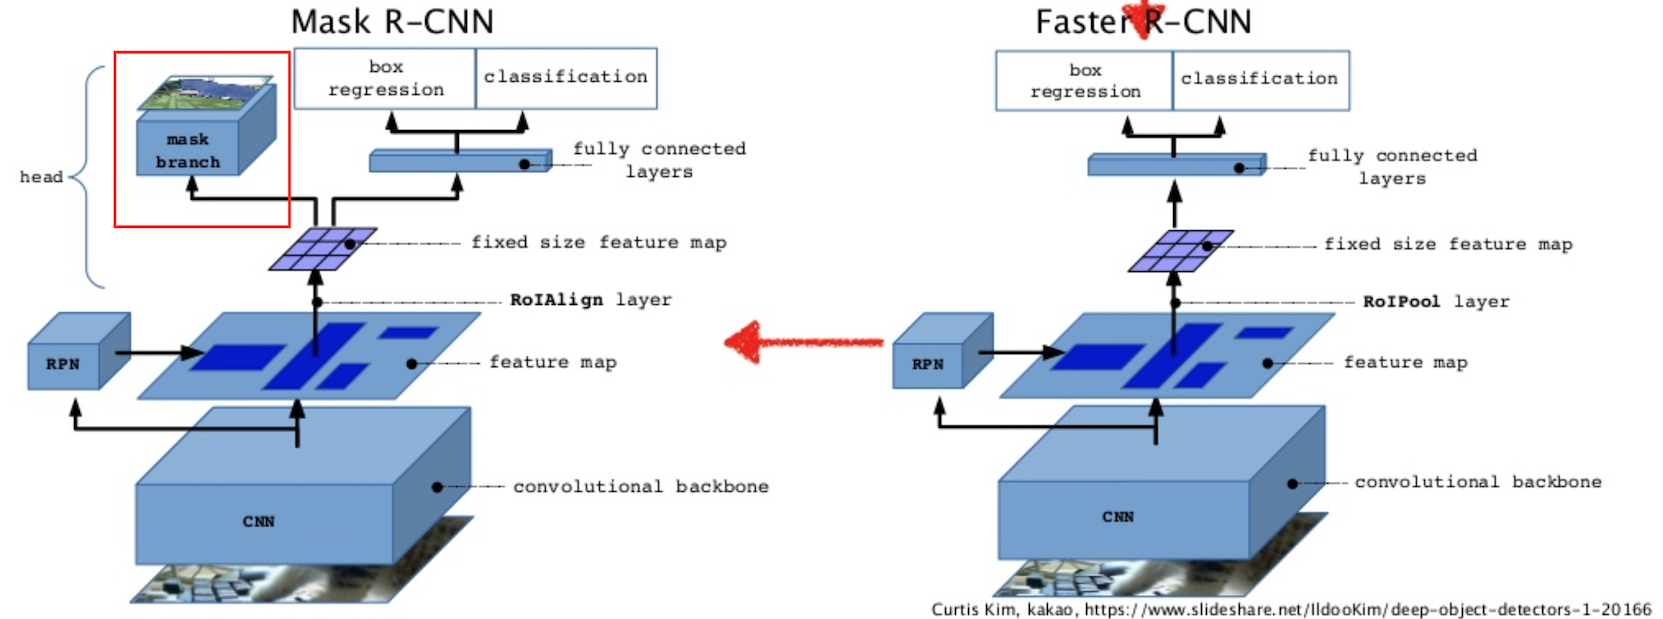 Mask R-CNN
box
regression
classification
mask
branch
head
fully connected
layers
fixed size feature map
RoIAlign layer
RPN
feature map
CNN
convolutional backbone
Faster R-CNN
box
regression
classification
fully connected
layers
fixed size feature map
RoIPool layer
RPN
feature map
CNN
convolutional backbone
Curtis Kim, kakao, https://www.slideshare.net/IldooKim/deep-object-detectors-1-20166